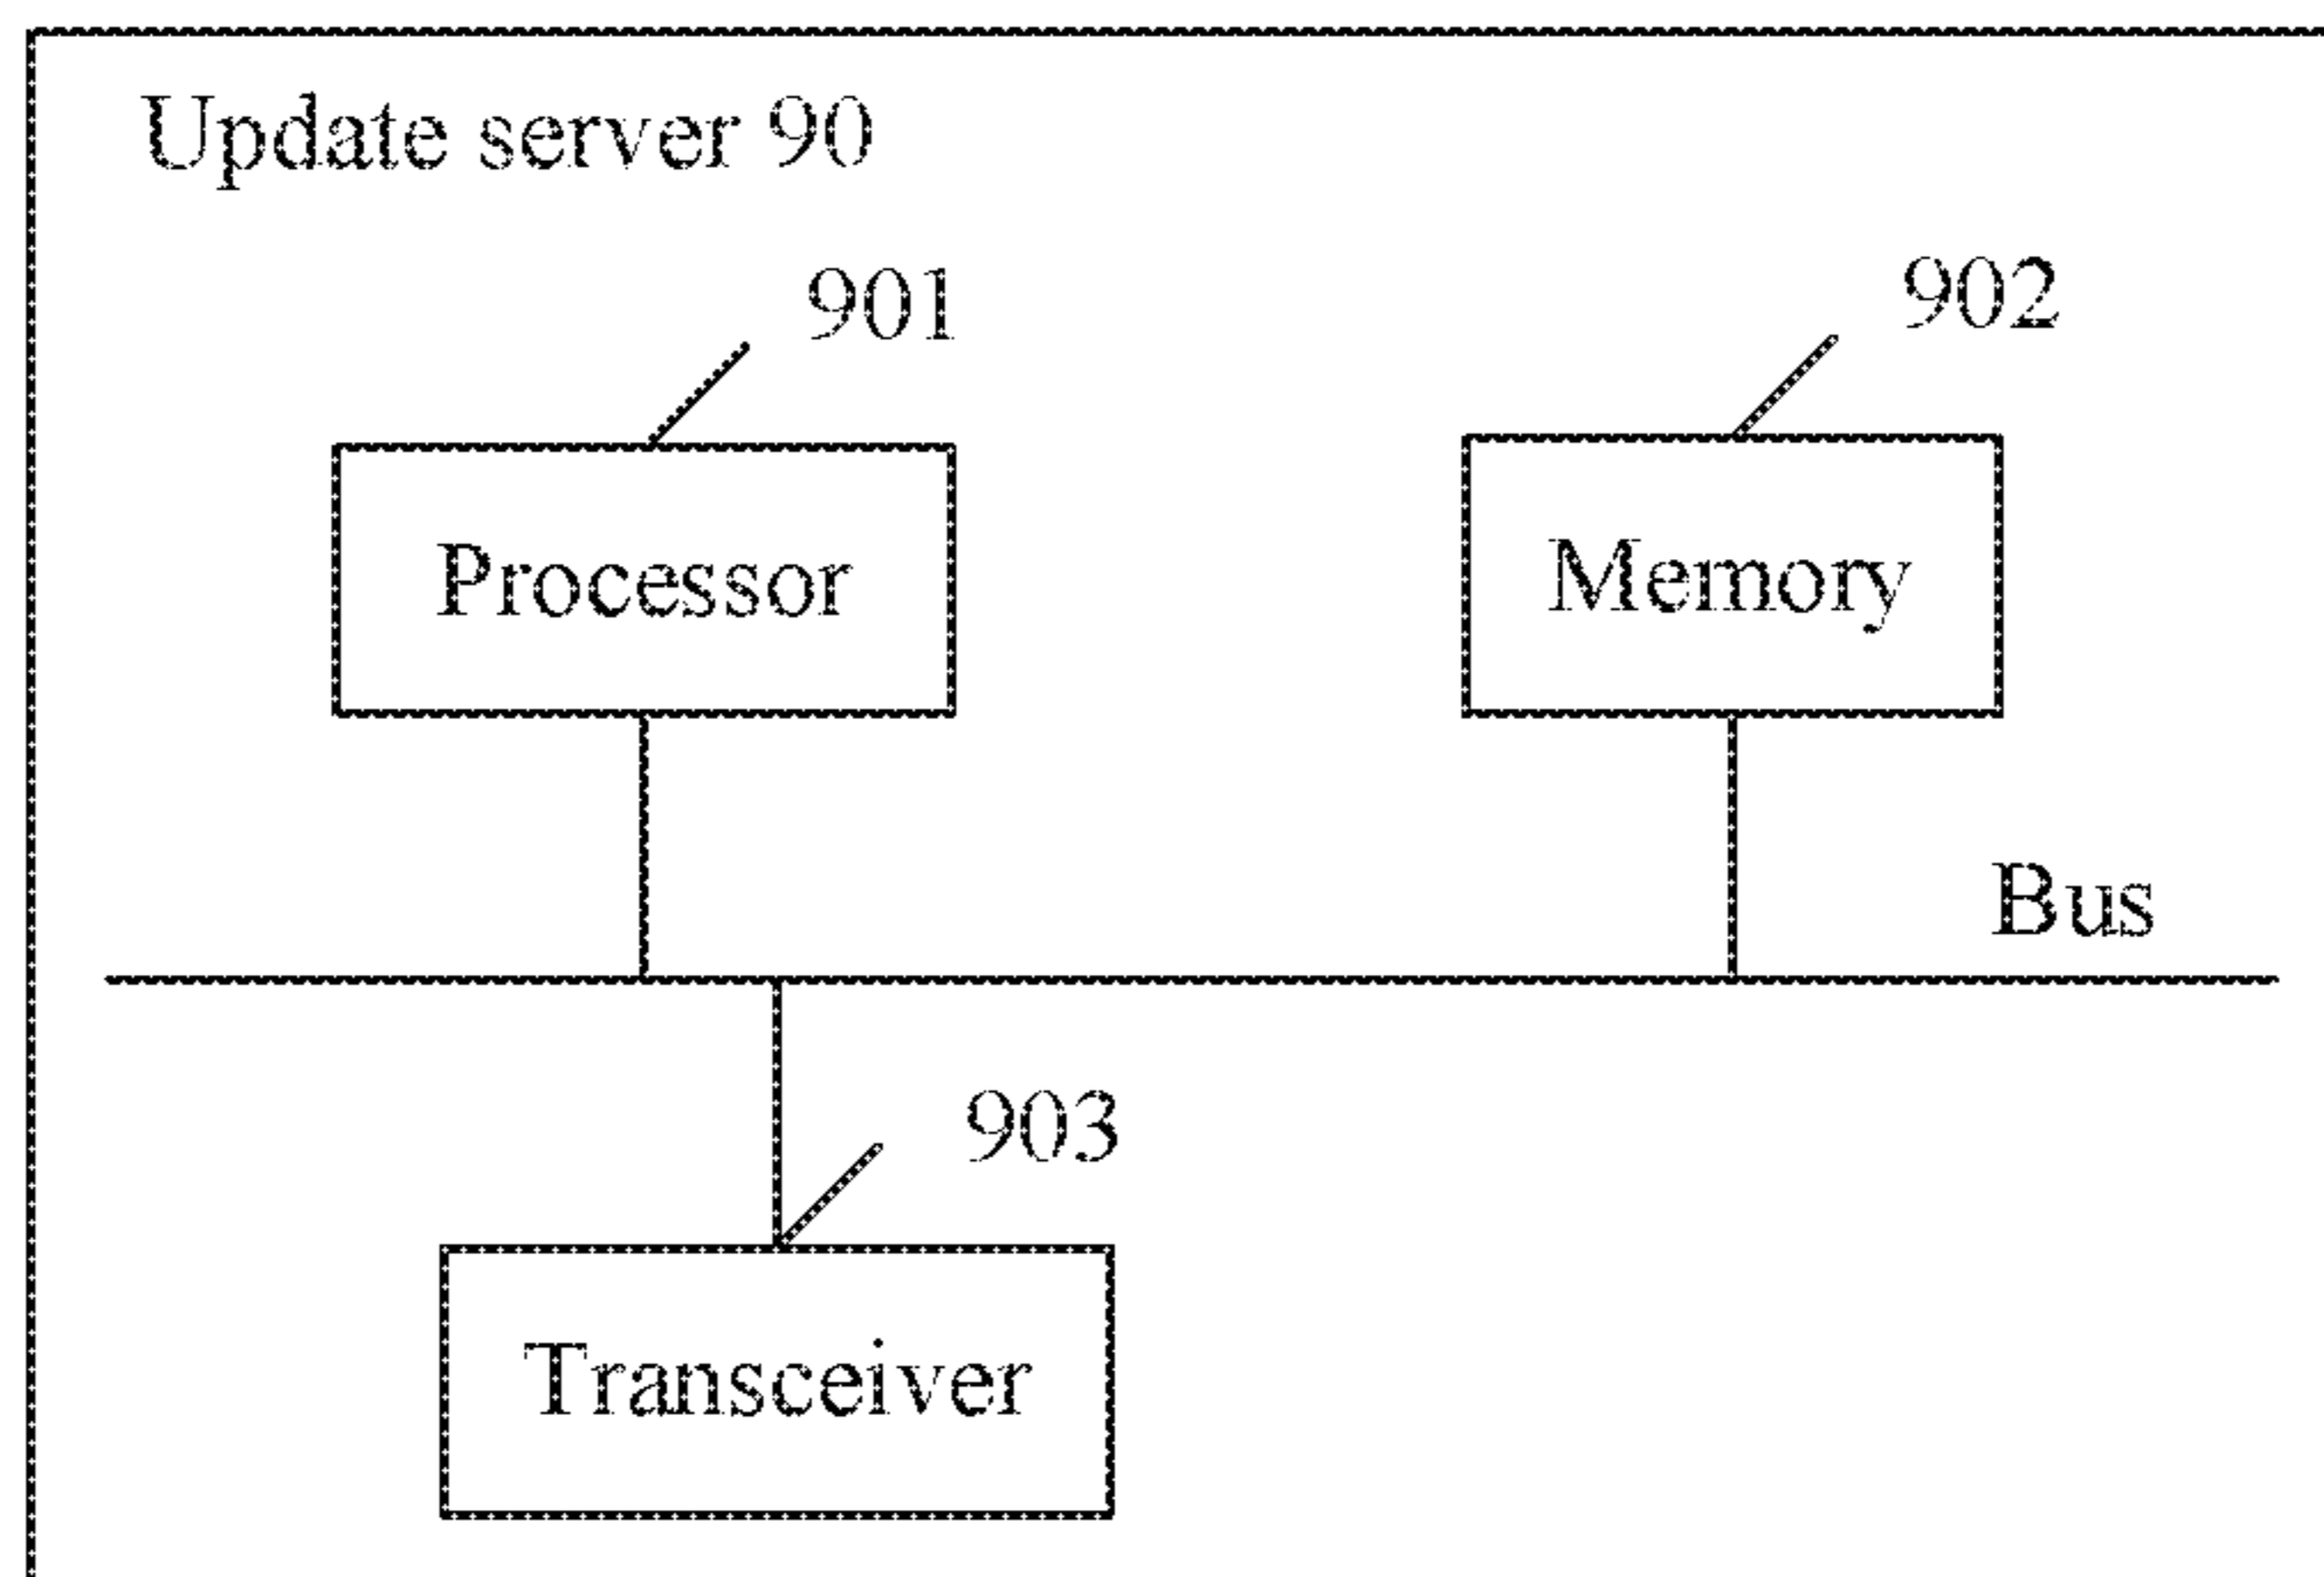 Update server 90
901
902
Processor
Memory
Bus
903
Transceiver